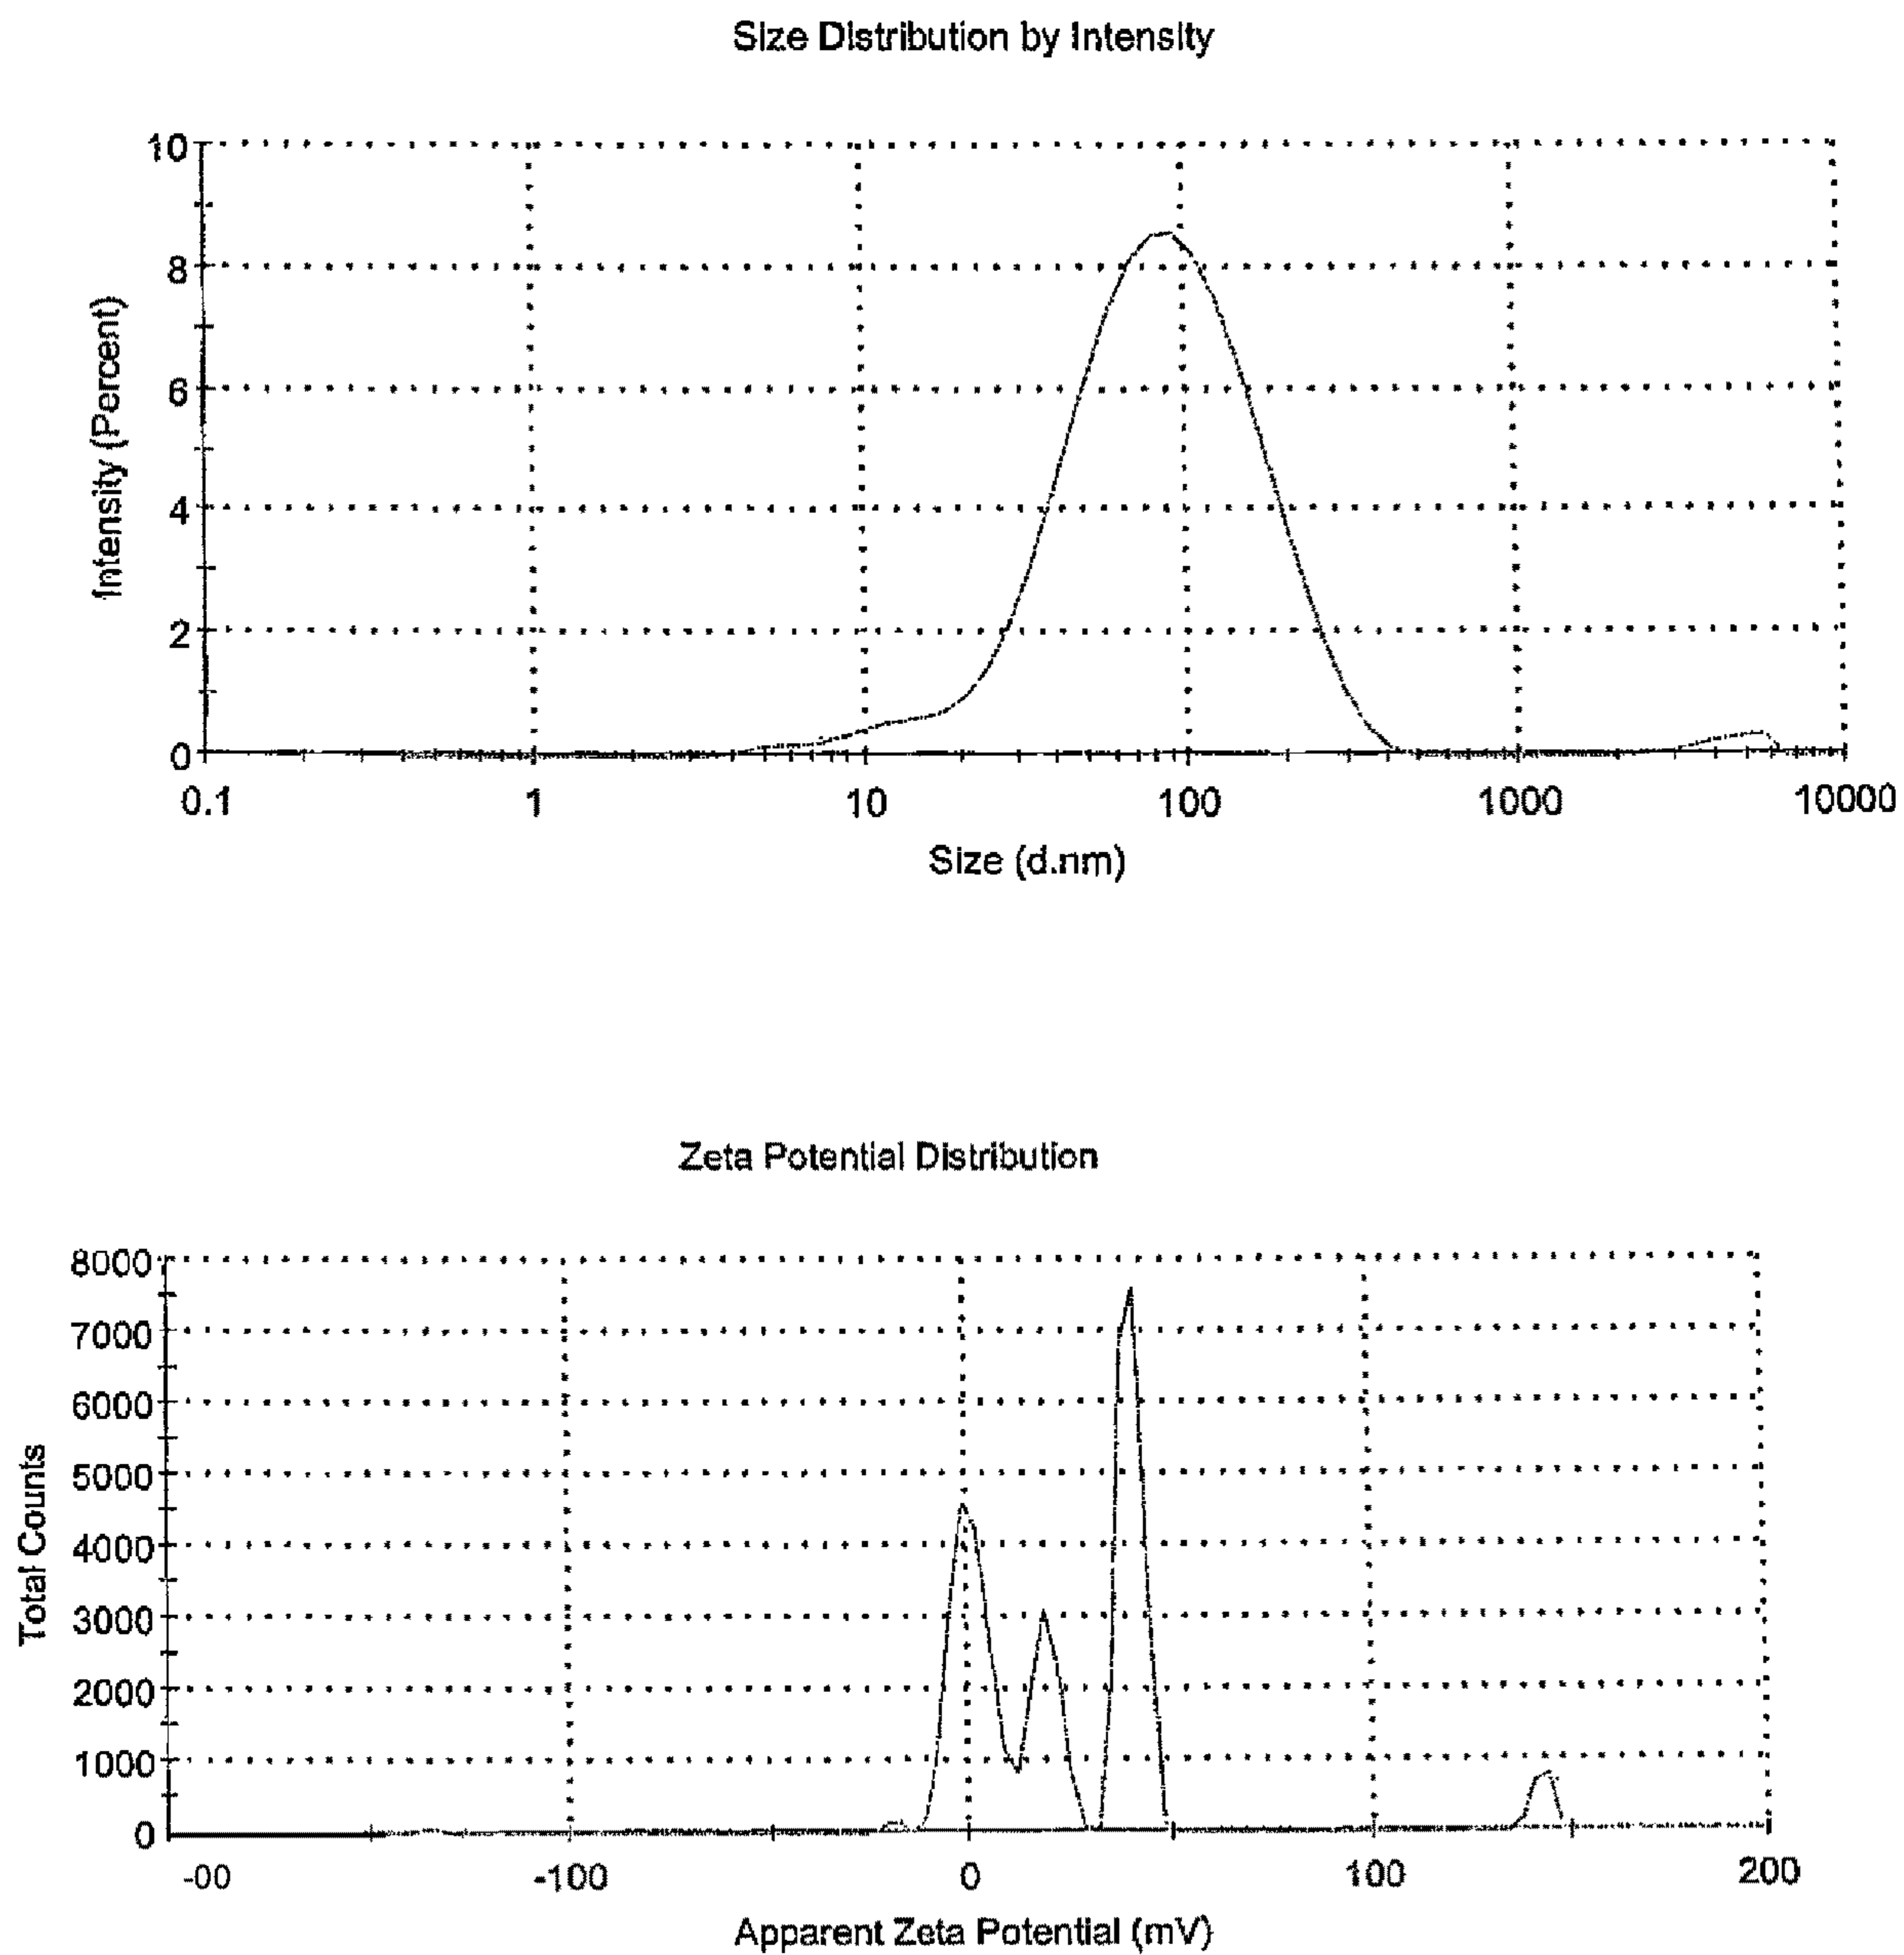 Size Distribution by Intensity
10
8
6
4
2
0
Intensity (Percent)
0.1 1 10 100 1000 10000
Size (d.nm)
Zeta Potential Distribution
8000
7000
6000
5000
4000
3000
2000
1000
0
Total Counts
-00 -100 0 100 200
Apparent Zeta Potential (mV)